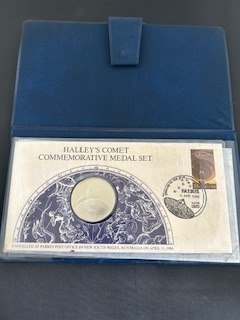 HALLEY'S COMET
COMMEMORATIVE MEDAL SET
PARKES
CANCELLED AT PARKES POST OFFICE IN NEW SOUTH WALES, AUSTRALIA ON APRIL 11, 1986